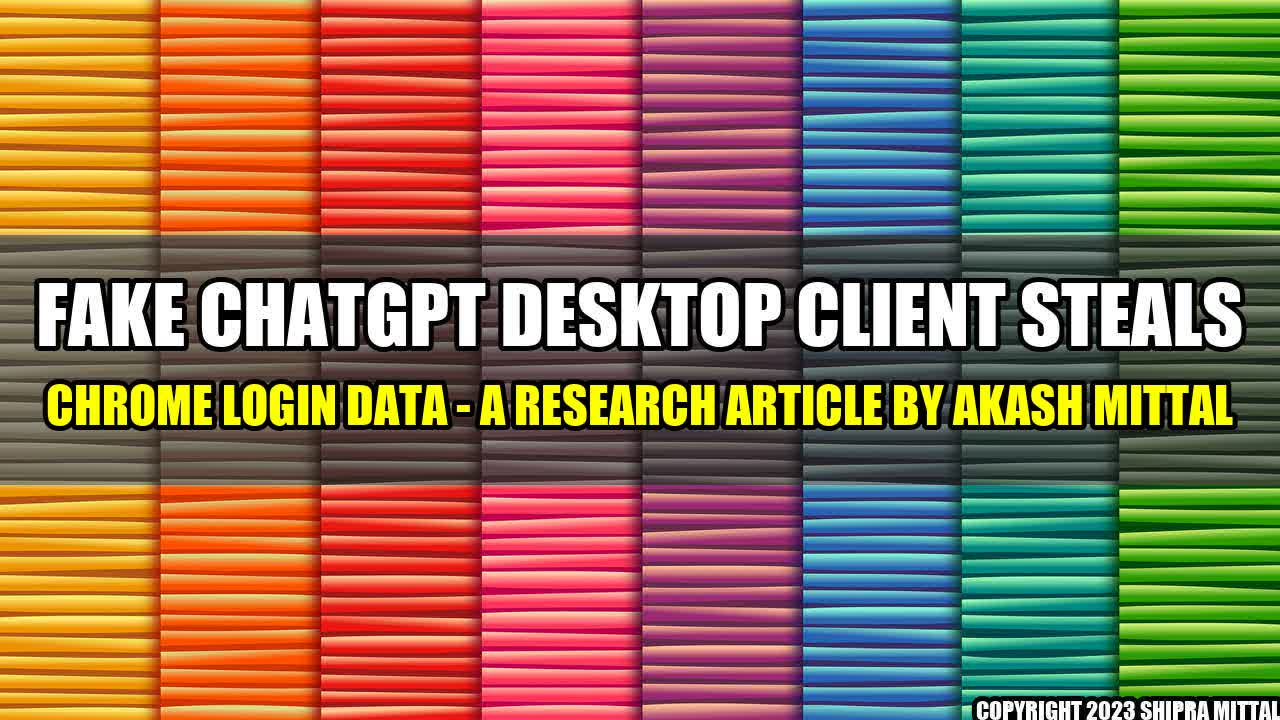 FAKE CHATGPT DESKTOP CLIENT STEALS
CHROME LOGIN DATA - A RESEARCH ARTICLE BY AKASH MITTAL
COPYRIGHT 2023 SHIPRA MITTAL